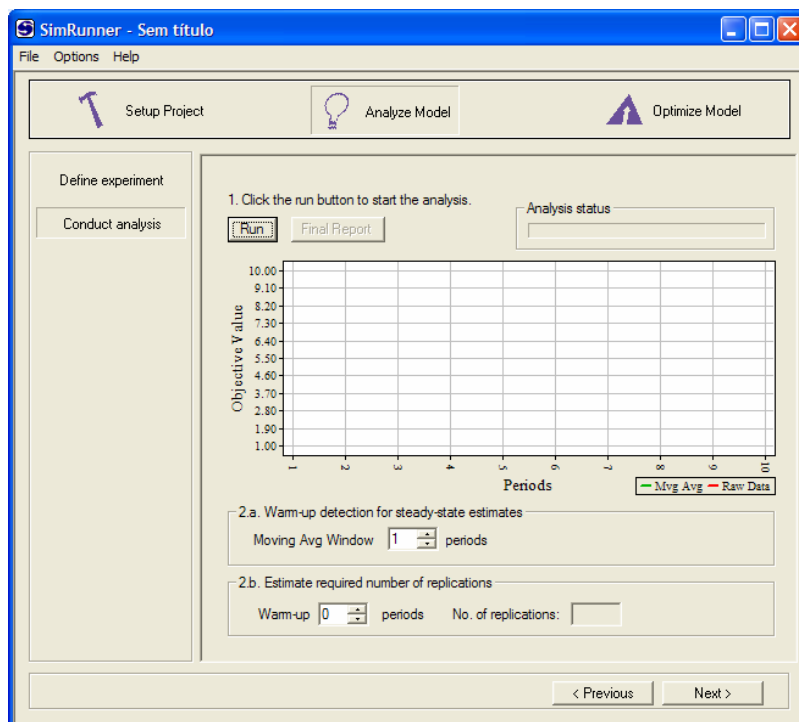 SimRunner - Sem título
File Options Help
Setup Project Analyze Model Optimize Model
Define experiment
Conduct analysis
1. Click the run button to start the analysis.
Analysis status
Run Final Report
Objective Value
10.00
9.10
8.20
7.30
6.40
5.50
4.60
3.70
2.80
1.90
1.00
1 2 3 4 5 6 7 8 9 10
Periods
Mvg Avg Raw Data
2.a. Warm-up detection for steady-state estimates
Moving Avg Window 1 periods
2.b. Estimate required number of replications
Warm-up 0 periods No. of replications:
< Previous Next >